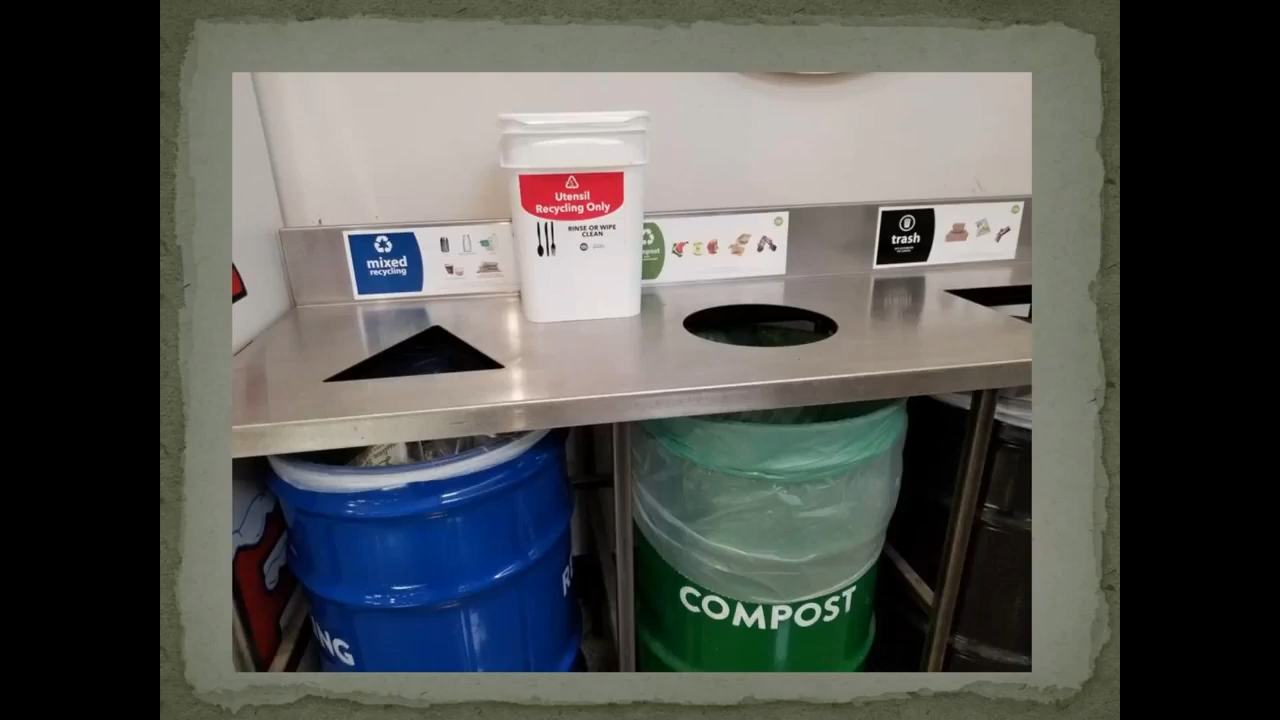 Utensil
Recycling Only
RINSE OR WIPE
CLEAN
mixed
recycling
trash
COMPOST